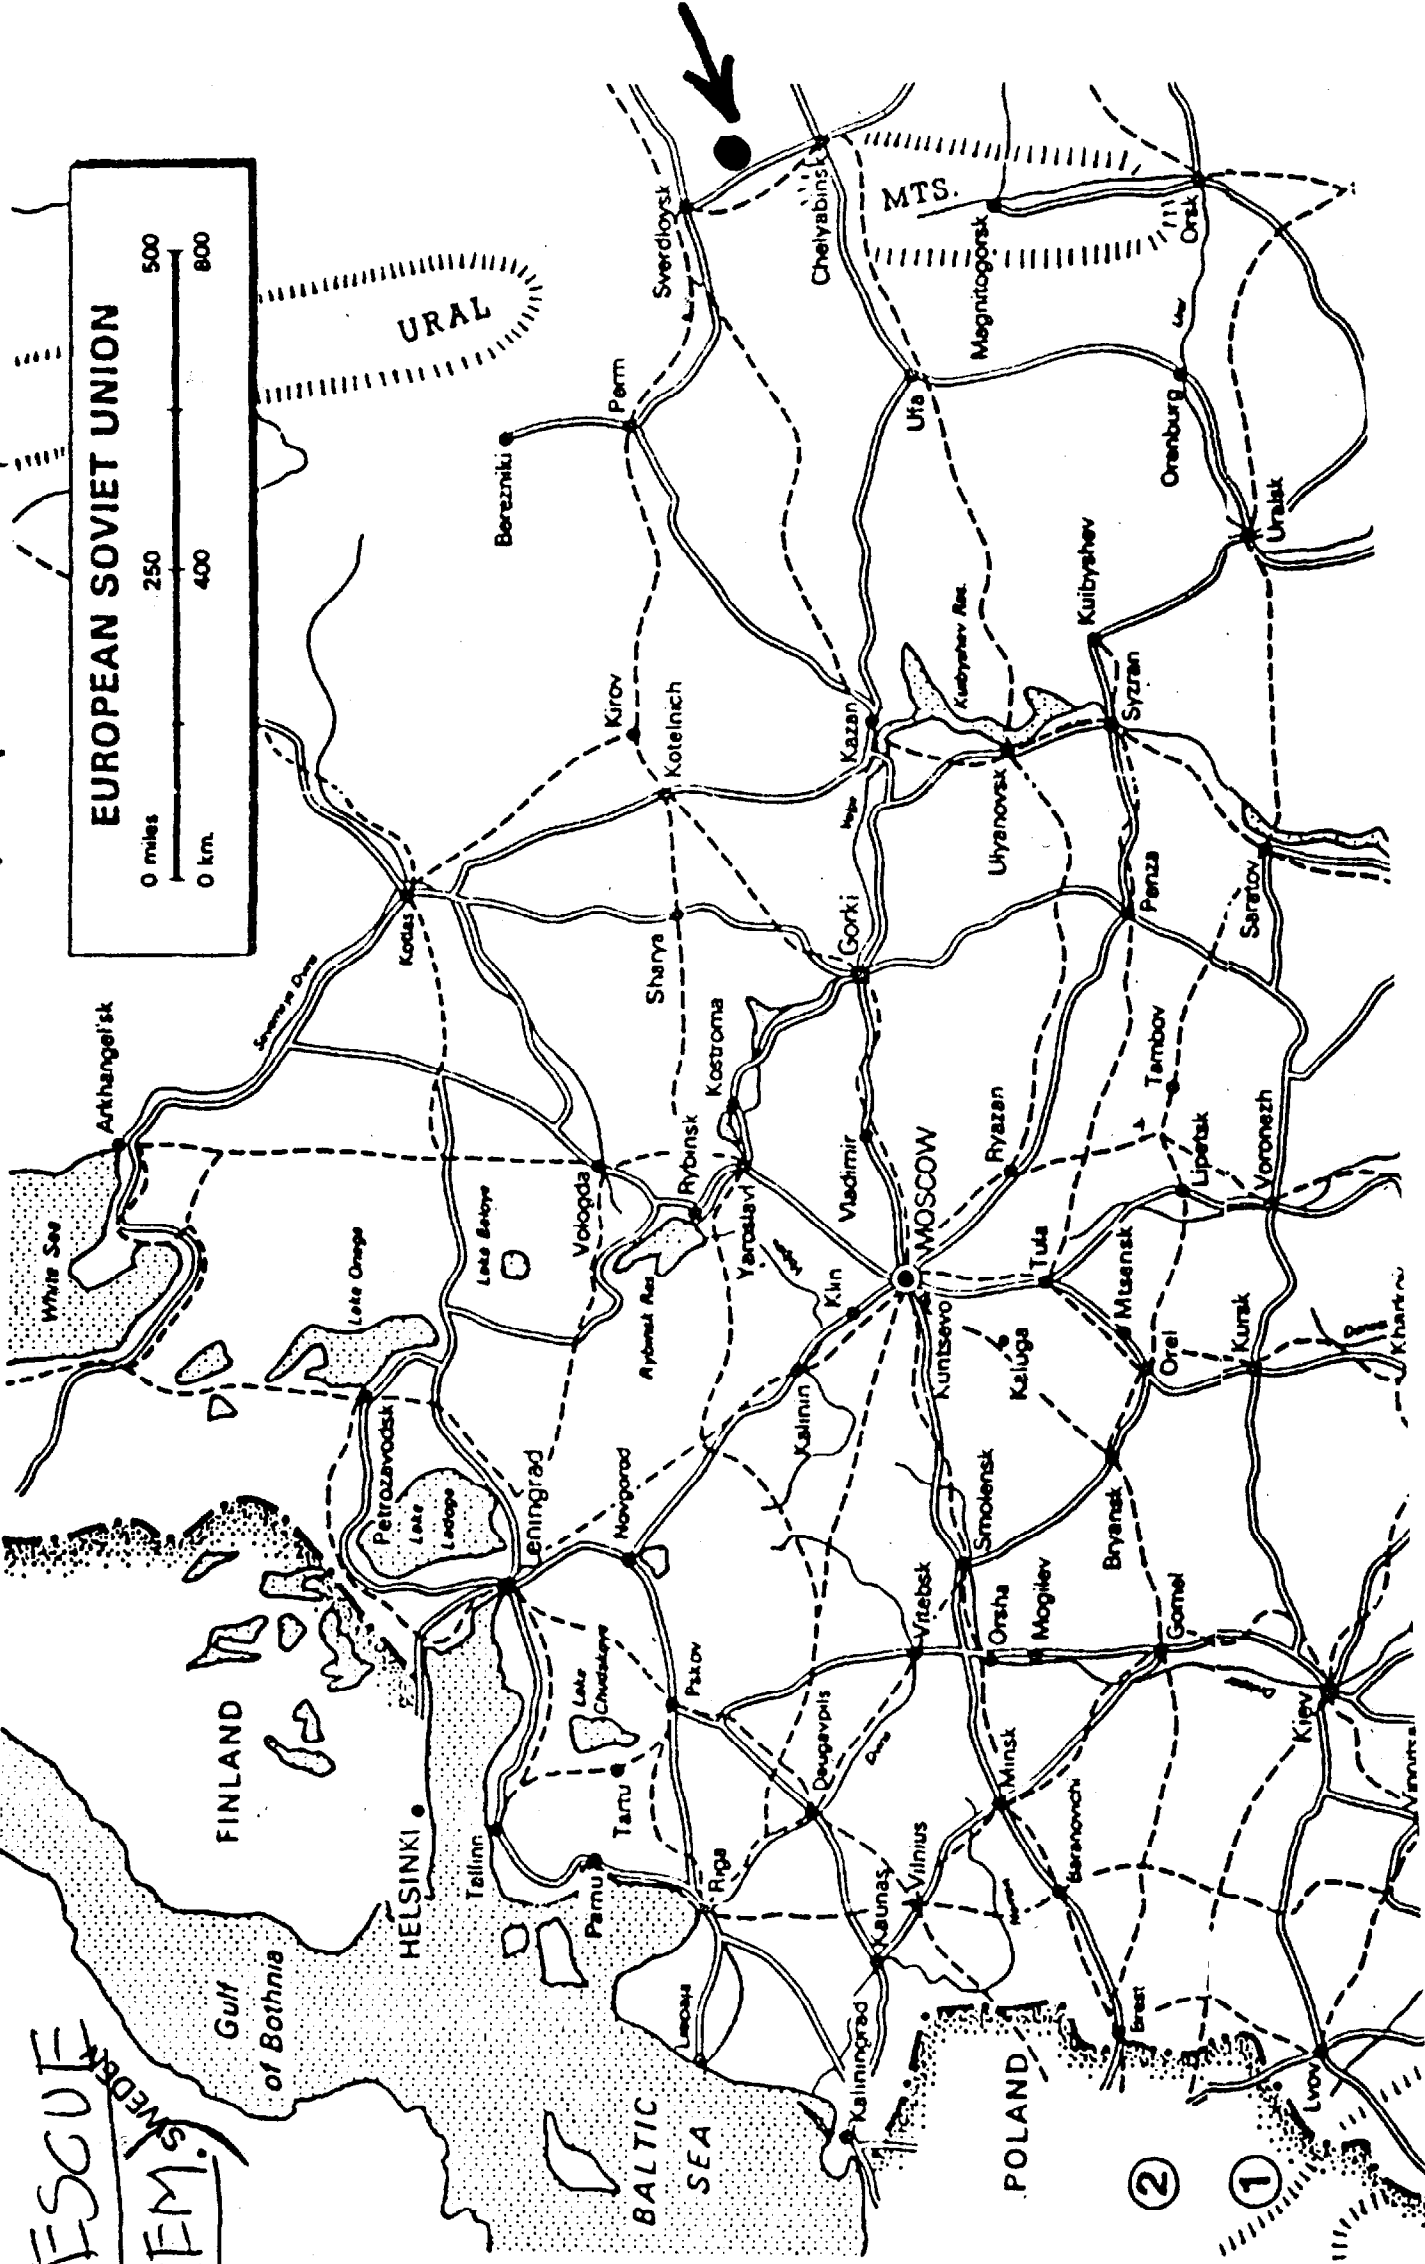 ESCUE
EM.
SWEDEN
EUROPEAN SOVIET UNION
0 miles 250 500
0 km. 400 800
URAL
MTS.
White Sea
Arkhangel'sk
Severnaya Dvina
Kotlas
Berezniki
Perm
Sverdlovsk
Chelyabinsk
Magnitogorsk
Orsk
Ural
Ufa
Orenburg
Uralsk
Kirov
Kotelnich
Kazan
Kuibyshev Res.
Kuibyshev
Syzran
Ulyanovsk
Volga
Sharya
Gorki
Penza
Saratov
Kostroma
Tambov
Lake Onega
Lake Beloye
Vologda
Rybinsk
Rybinsk Res.
Yaroslavl
Vladimir
MOSCOW
Ryazan
Lipetsk
Voronezh
Klin
Kuntsevo
Tula
Mtsensk
Kaluga
Orel
Kursk
Kharkov
Kalinin
Petrozavodsk
Lake
Ladoga
Leningrad
Novgorod
Smolensk
Bryansk
Vitebsk
Orsha
Mogilev
Gomel
Kiev
FINLAND
HELSINKI
Tallinn
Lake
Chudskoye
Pskov
Tartu
Parnu
Riga
Daugavpils
Dvina
Minsk
Baranovichi
Vilnius
Kaunas
Gulf
of Bothnia
BALTIC
SEA
Liepaja
Kaliningrad
Brest
POLAND
Lvov
2
1